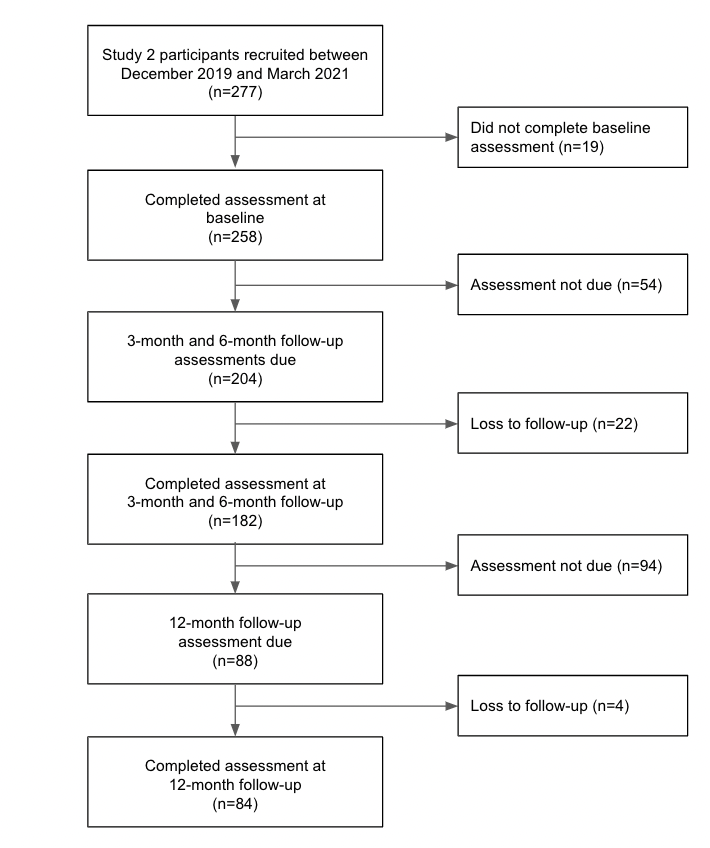 Study 2 participants recruited between
December 2019 and March 2021
(n=277)
Did not complete baseline
assessment (n=19)
Completed assessment at
baseline
(n=258)
Assessment not due (n=54)
3-month and 6-month follow-up
assessments due
(n=204)
Loss to follow-up (n=22)
Completed assessment at
3-month and 6-month follow-up
(n=182)
Assessment not due (n=94)
12-month follow-up
assessment due
(n=88)
Loss to follow-up (n=4)
Completed assessment at
12-month follow-up
(n=84)